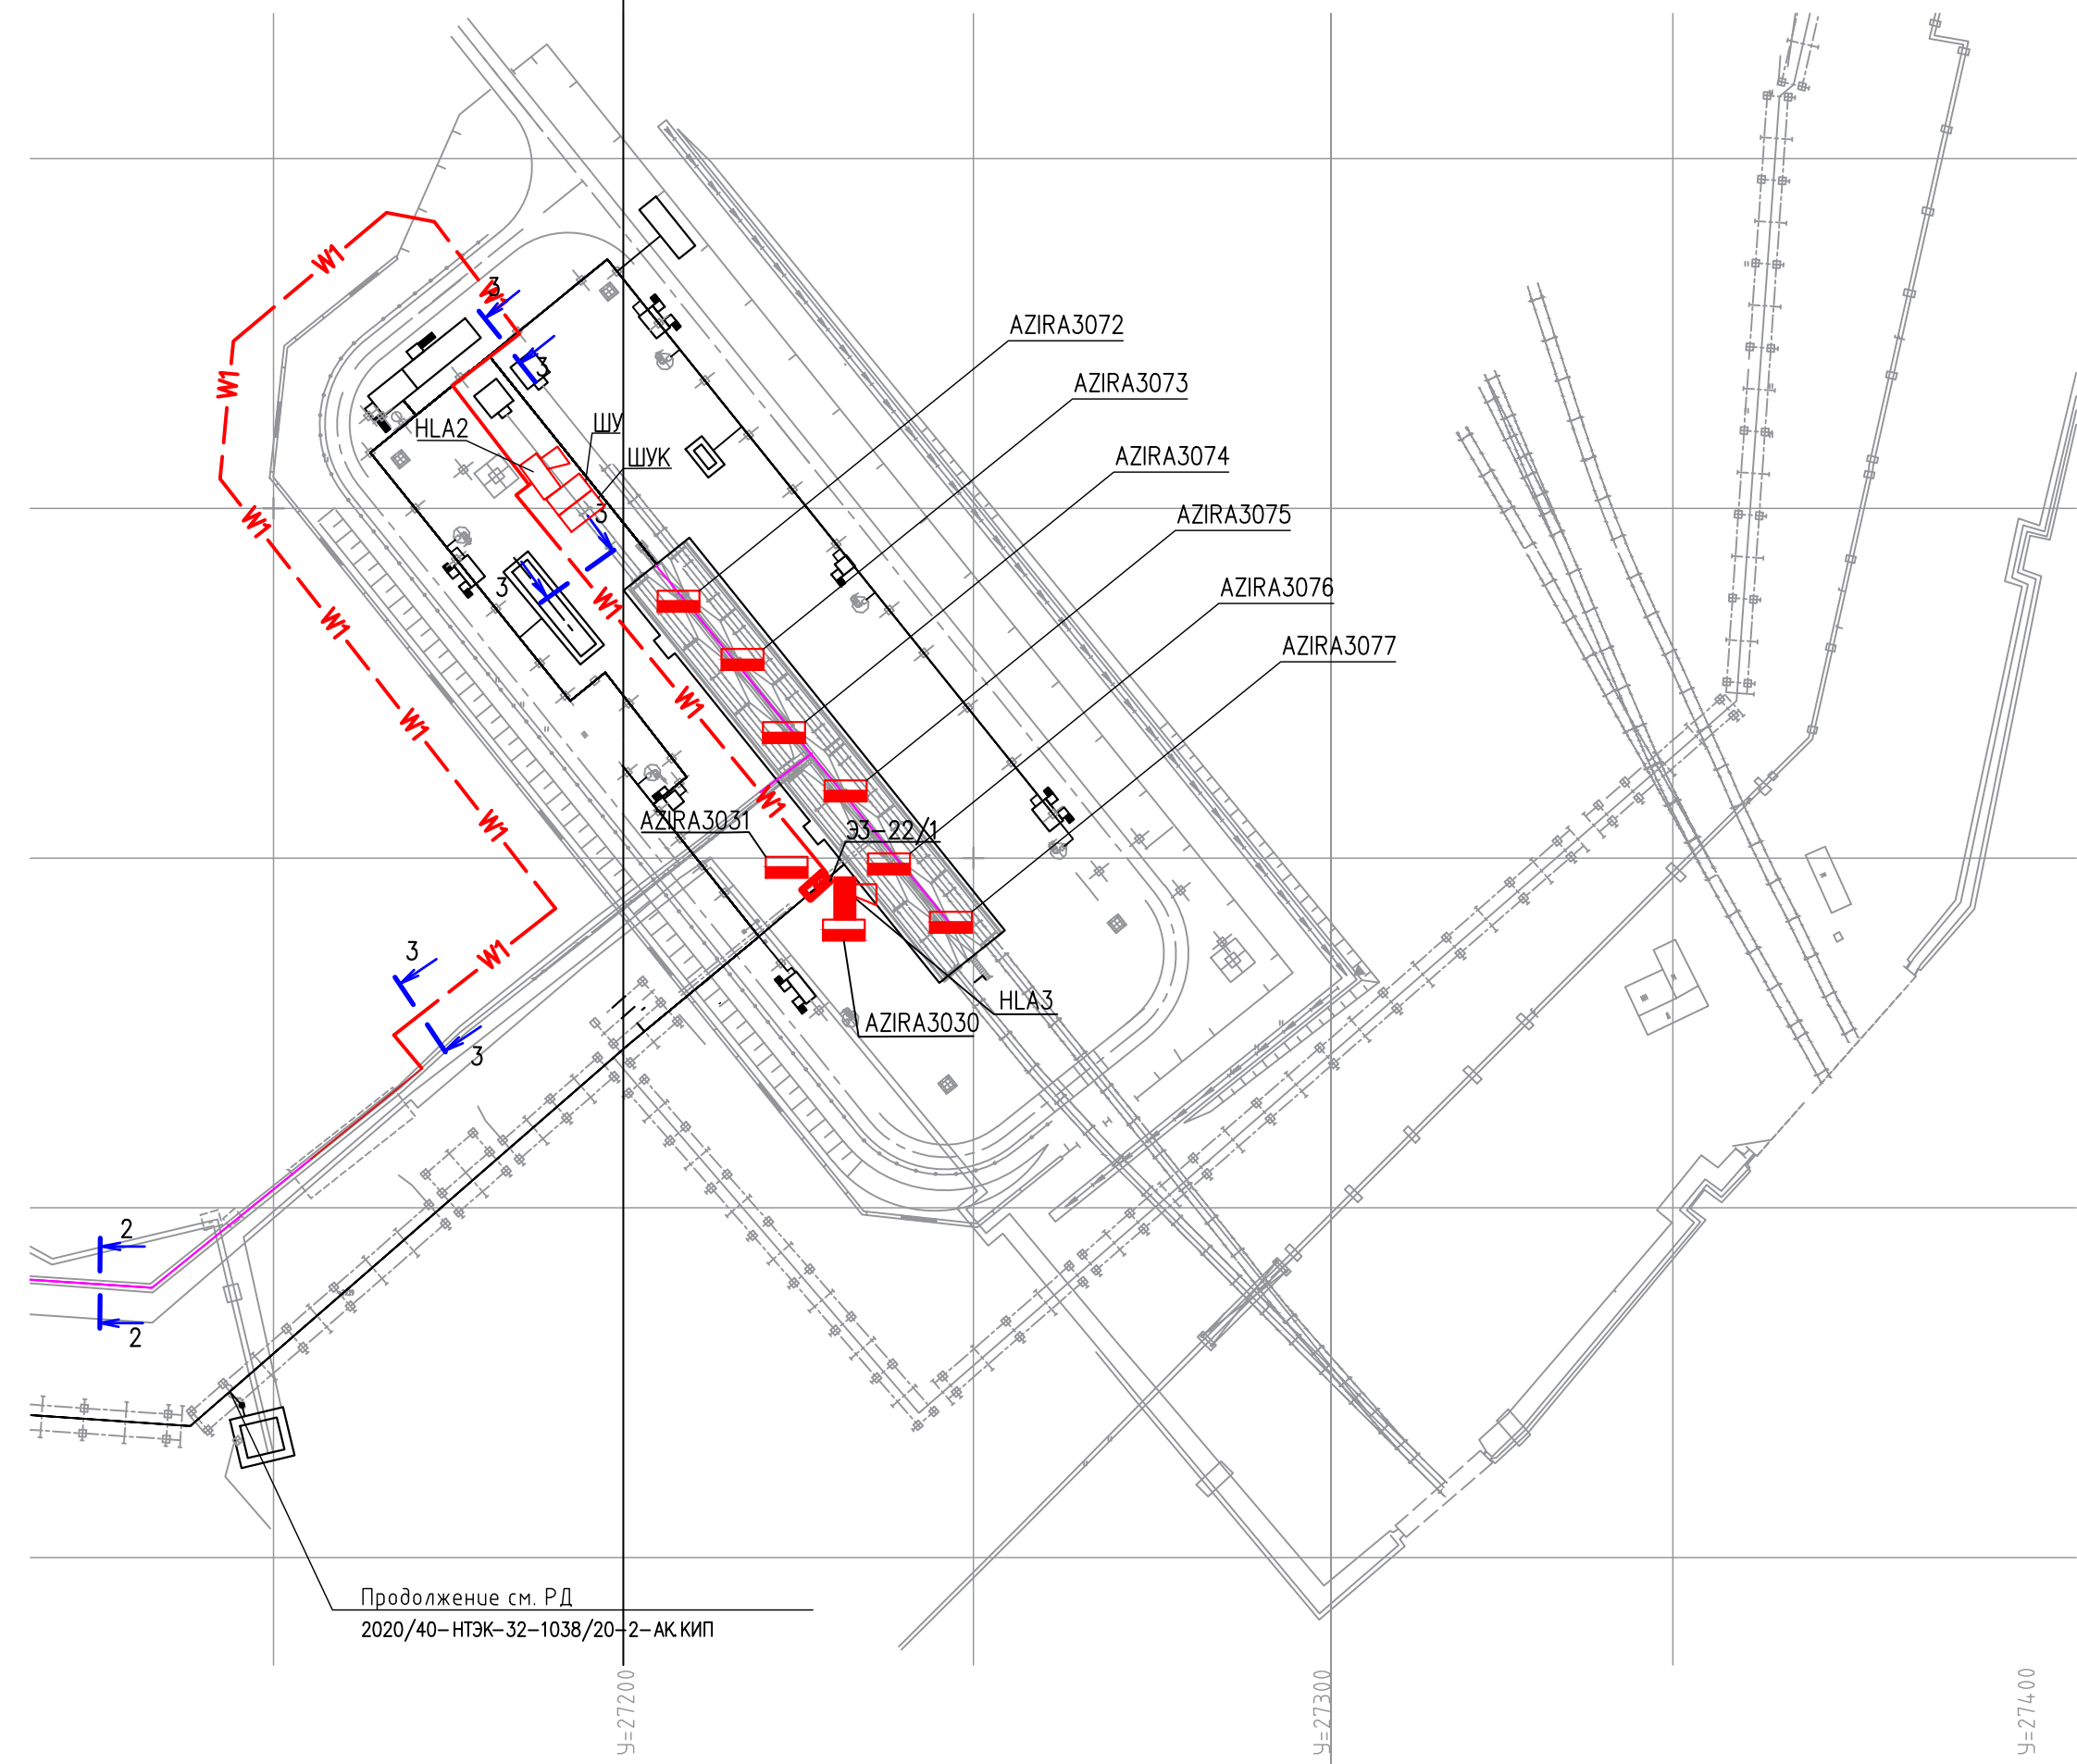 W1
W1
3
AZIRA3072
3
AZIRA3073
W1
HLA2
ШУ
ШУК
AZIRA3074
3
AZIRA3075
W1
3
W1
AZIRA3076
W1
AZIRA3077
W1
W1
W1
W1
AZIRA3031
ЭЗ-22/1
3
W1
HLA3
AZIRA3030
3
2
2
Продолжение см. РД
2020/40-НТЭК-32-1038/20-2-АК.КИП
У=27200
У=27300
У=27400